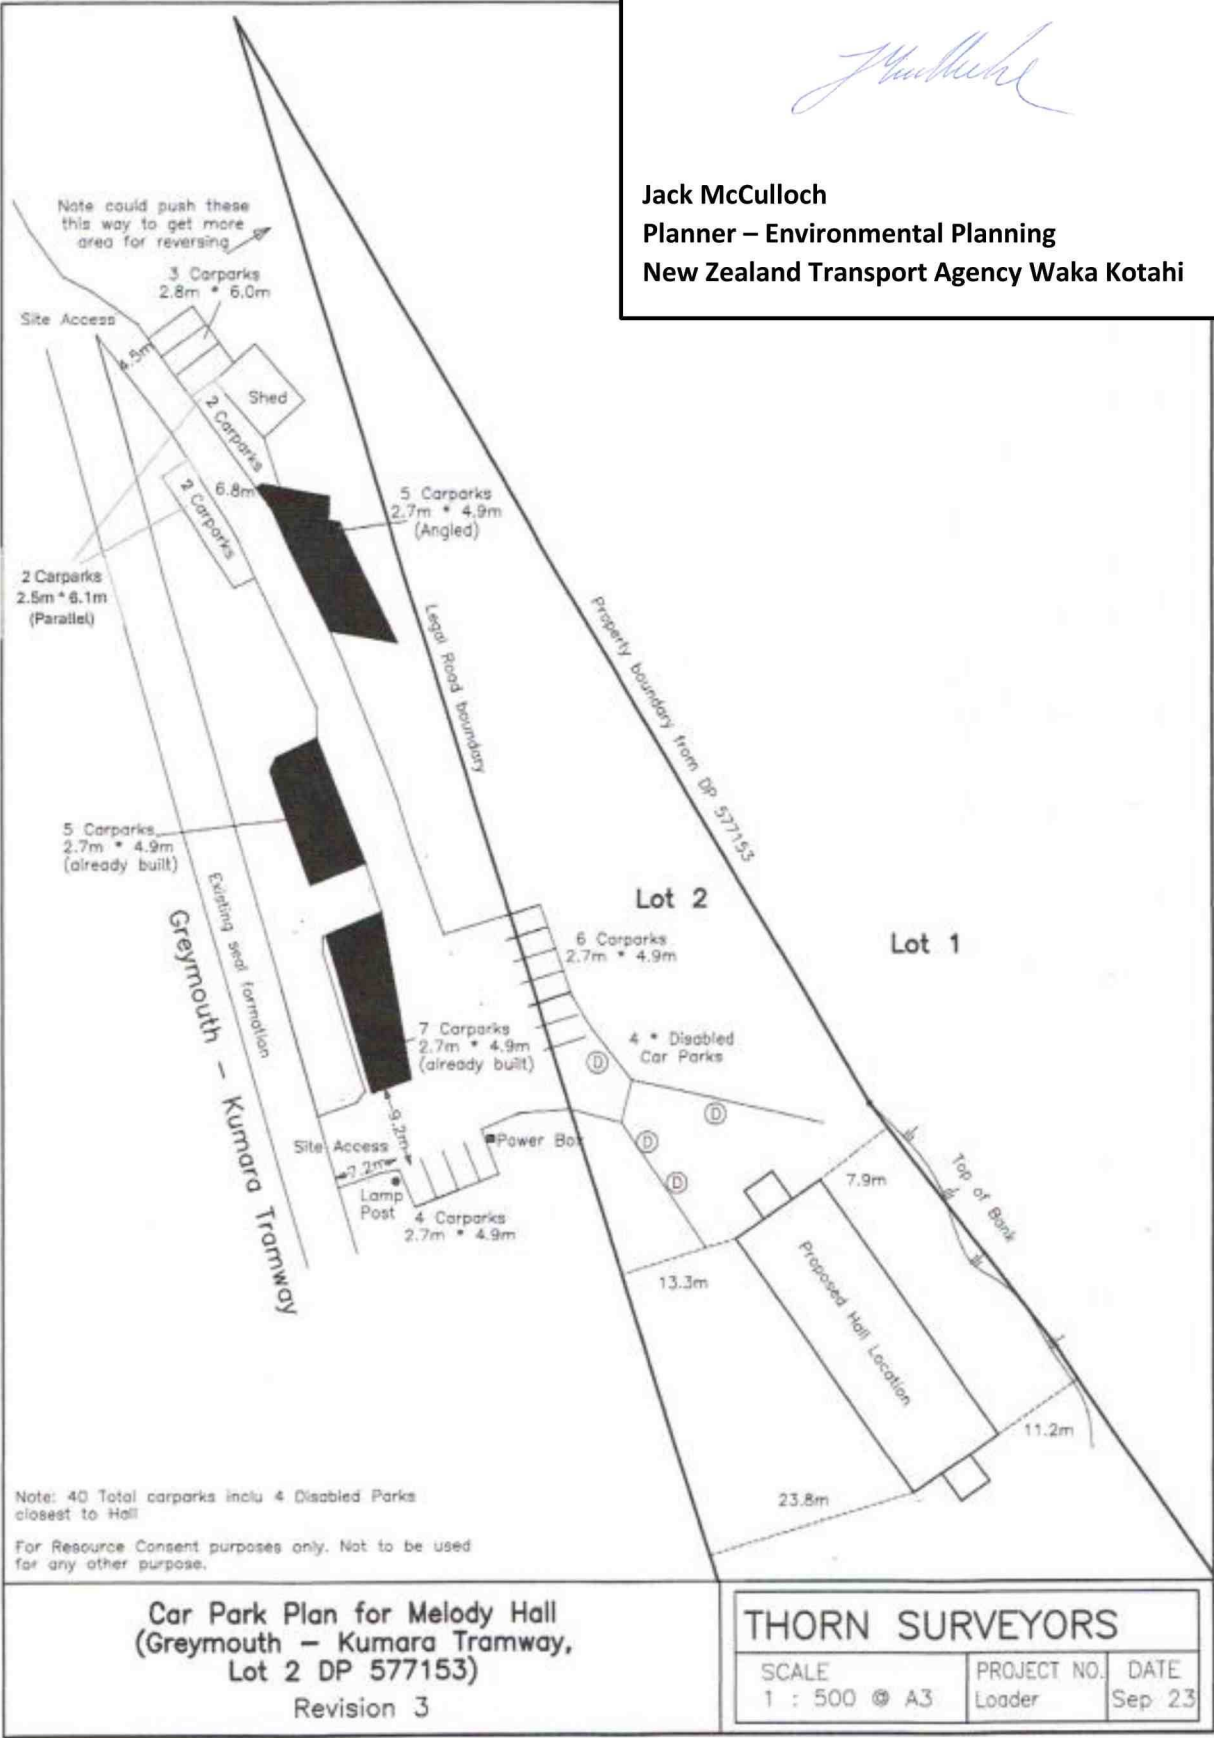 Jack McCulloch
Planner – Environmental Planning
New Zealand Transport Agency Waka Kotahi
Note could push these
this way to get more
area for reversing
3 Carparks
2.8m * 6.0m
Site Access
4.5m
Shed
2 Carparks
6.8m
2 Carparks
5 Carparks
2.7m * 4.9m
(Angled)
2 Carparks
2.5m * 6.1m
(Parallel)
Legal Road boundary
Property boundary from DP 577153
5 Carparks
2.7m * 4.9m
(already built)
Existing seal formation
Greymouth – Kumara Tramway
Lot 2
Lot 1
6 Carparks
2.7m * 4.9m
7 Carparks
2.7m * 4.9m
(already built)
4 * Disabled
Car Parks
D
D
D
D
9.2m
Site Access
7.2m
Power Box
Lamp
Post
4 Carparks
2.7m * 4.9m
7.9m
Top of Bank
13.3m
Proposed Hall Location
11.2m
23.8m
Note: 40 Total carparks inclu 4 Disabled Parks
closest to Hall
For Resource Consent purposes only. Not to be used
for any other purpose.
Car Park Plan for Melody Hall
(Greymouth – Kumara Tramway,
Lot 2 DP 577153)
Revision 3
THORN SURVEYORS
SCALE
1 : 500 @ A3
PROJECT NO.
Loader
DATE
Sep 23